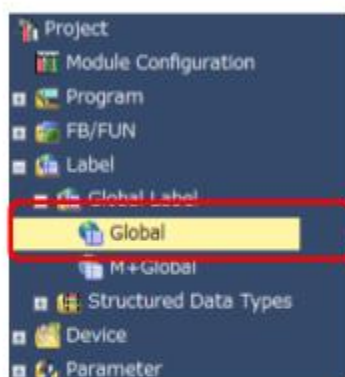 Project
Module Configuration
Program
FB/FUN
Label
Global Label
Global
M+Global
Structured Data Types
Device
Parameter